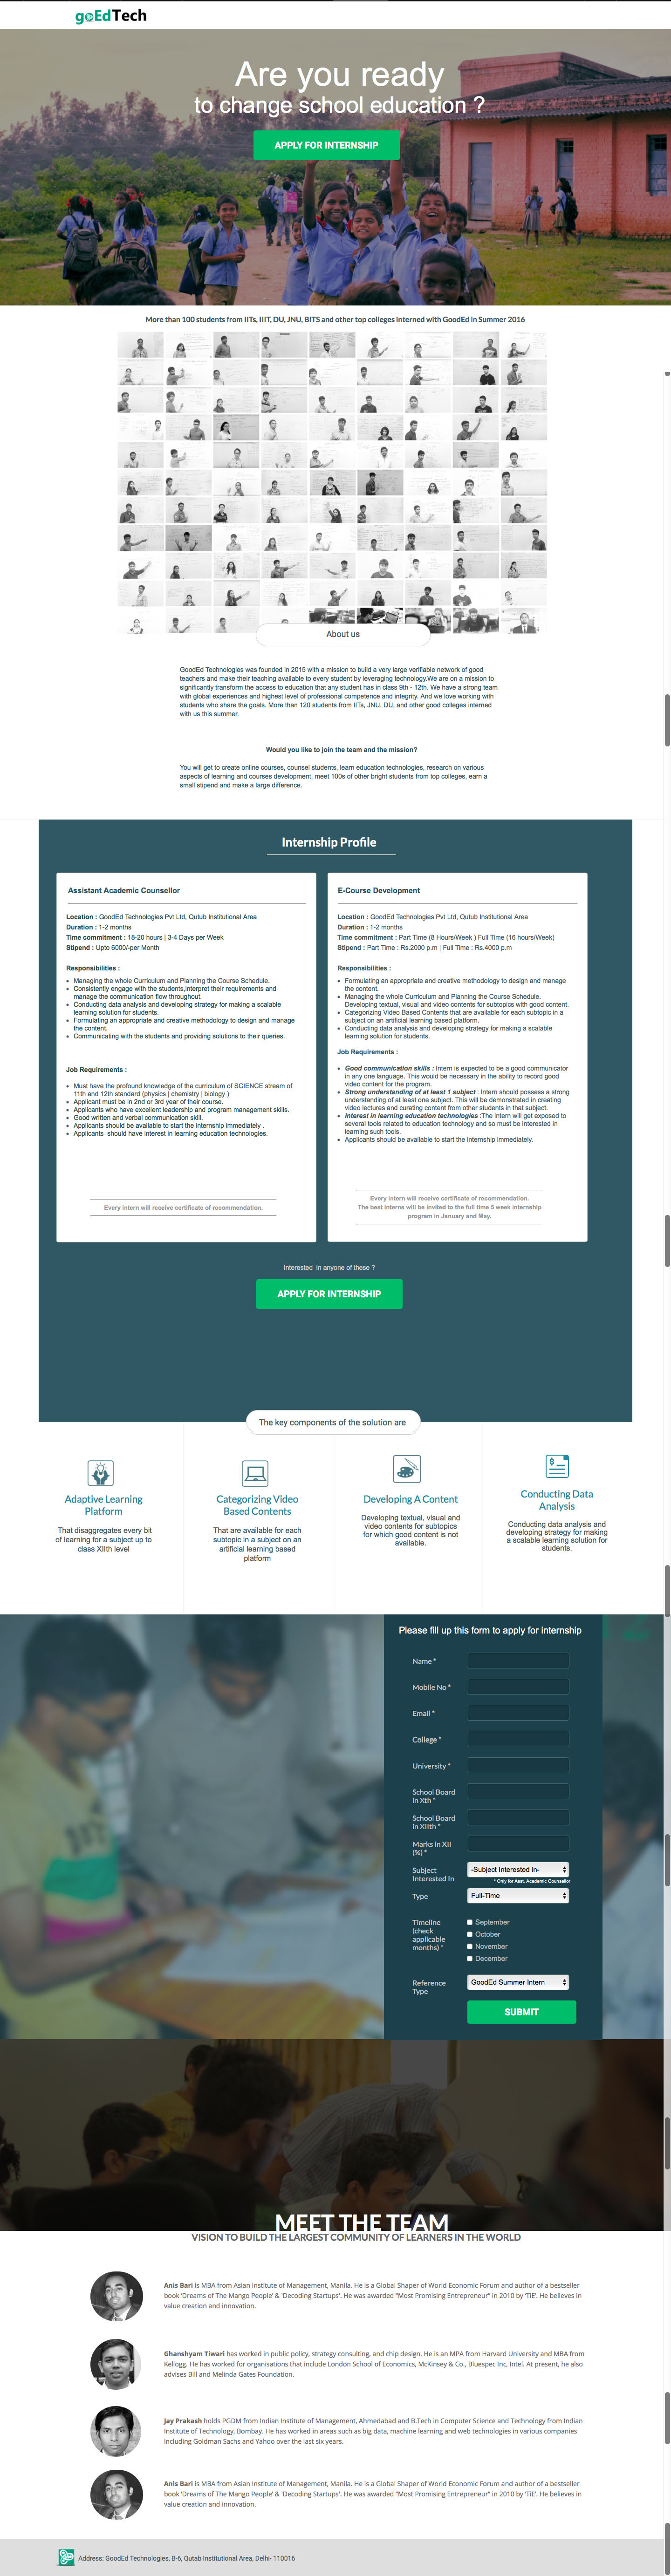 goEdTech
Are you ready
to change school education ?
APPLY FOR INTERNSHIP
More than 100 students from IITs, IIIT, DU, JNU, BITS and other top colleges interned with GoodEd in Summer 2016
About us
GoodEd Technologies was founded in 2015 with a mission to build a very large verifiable network of good
teachers and make their teaching available to every student by leveraging technology.We are on a mission to
significantly transform the access to education that any student has in class 9th - 12th. We have a strong team
with global experiences and highest level of professional competence and integrity. And we love working with
students who share the goals. More than 120 students from IITs, JNU, DU, and other good colleges interned
with us this summer.
Would you like to join the team and the mission?
You will get to create online courses, counsel students, learn education technologies, research on various
aspects of learning and courses development, meet 100s of other bright students from top colleges, earn a
small stipend and make a large difference.
Internship Profile
Assistant Academic Counsellor
Location : GoodEd Technologies Pvt Ltd, Qutub Institutional Area
Duration : 1-2 months
Time commitment : 18-20 hours | 3-4 Days per Week
Stipend : Upto 6000/-per Month
Responsibilities :
Managing the whole Curriculum and Planning the Course Schedule.
Consistently engage with the students,interpret their requirements and
manage the communication flow throughout.
Conducting data analysis and developing strategy for making a scalable
learning solution for students.
Formulating an appropriate and creative methodology to design and manage
the content.
Communicating with the students and providing solutions to their queries.
Job Requirements :
Must have the profound knowledge of the curriculum of SCIENCE stream of
11th and 12th standard (physics | chemistry | biology )
Applicant must be in 2nd or 3rd year of their course.
Applicants who have excellent leadership and program management skills.
Good written and verbal communication skill.
Applicants should be available to start the internship immediately .
Applicants should have interest in learning education technologies.
Every intern will receive certificate of recommendation.
E-Course Development
Location : GoodEd Technologies Pvt Ltd, Qutub Institutional Area
Duration : 1-2 months
Time commitment : Part Time (8 Hours/Week ) Full Time (16 hours/Week)
Stipend : Part Time : Rs.2000 p.m | Full Time : Rs.4000 p.m
Responsibilities :
Formulating an appropriate and creative methodology to design and manage
the content.
Managing the whole Curriculum and Planning the Course Schedule.
Developing textual, visual and video contents for subtopics with good content.
Categorizing Video Based Contents that are available for each subtopic in a
subject on an artificial learning based platform.
Conducting data analysis and developing strategy for making a scalable
learning solution for students.
Job Requirements :
Good communication skills : Intern is expected to be a good communicator
in any one language. This would be necessary in the ability to record good
video content for the program.
Strong understanding of at least 1 subject : Intern should possess a strong
understanding of at least one subject. This will be demonstrated in creating
video lectures and curating content from other students in that subject.
Interest in learning education technologies :The intern will get exposed to
several tools related to education technology and so must be interested in
learning such tools.
Applicants should be available to start the internship immediately.
Every intern will receive certificate of recommendation.
The best interns will be invited to the full time 5 week internship
program in January and May.
Interested in anyone of these ?
APPLY FOR INTERNSHIP
The key components of the solution are
Adaptive Learning
Platform
That disaggregates every bit
of learning for a subject up to
class XIIth level
Categorizing Video
Based Contents
That are available for each
subtopic in a subject on an
artificial learning based
platform
Developing A Content
Developing textual, visual and
video contents for subtopics
for which good content is not
available.
Conducting Data
Analysis
Conducting data analysis and
developing strategy for making
a scalable learning solution for
students.
Please fill up this form to apply for internship
Name *
Mobile No *
Email *
College *
University *
School Board
in Xth *
School Board
in XIIth *
Marks in XII
(%) *
Subject
Interested In
-Subject Interested in-
* Only for Asst. Academic Counsellor
Type
Full-Time
Timeline
(check
applicable
months) *
September
October
November
December
Reference
Type
GoodEd Summer Intern
SUBMIT
MEET THE TEAM
VISION TO BUILD THE LARGEST COMMUNITY OF LEARNERS IN THE WORLD
Anis Bari is MBA from Asian Institute of Management, Manila. He is a Global Shaper of World Economic Forum and author of a bestseller
book 'Dreams of The Mango People' & 'Decoding Startups'. He was awarded "Most Promising Entrepreneur" in 2010 by 'TiE'. He believes in
value creation and innovation.
Ghanshyam Tiwari has worked in public policy, strategy consulting, and chip design. He is an MPA from Harvard University and MBA from
Kellogg. He has worked for organisations that include London School of Economics, McKinsey & Co., Bluespec Inc, Intel. At present, he also
advises Bill and Melinda Gates Foundation.
Jay Prakash holds PGDM from Indian Institute of Management, Ahmedabad and B.Tech in Computer Science and Technology from Indian
Institute of Technology, Bombay. He has worked in areas such as big data, machine learning and web technologies in various companies
including Goldman Sachs and Yahoo over the last six years.
Anis Bari is MBA from Asian Institute of Management, Manila. He is a Global Shaper of World Economic Forum and author of a bestseller
book 'Dreams of The Mango People' & 'Decoding Startups'. He was awarded "Most Promising Entrepreneur" in 2010 by 'TiE'. He believes in
value creation and innovation.
Address: GoodEd Technologies, B-6, Qutab Institutional Area, Delhi- 110016